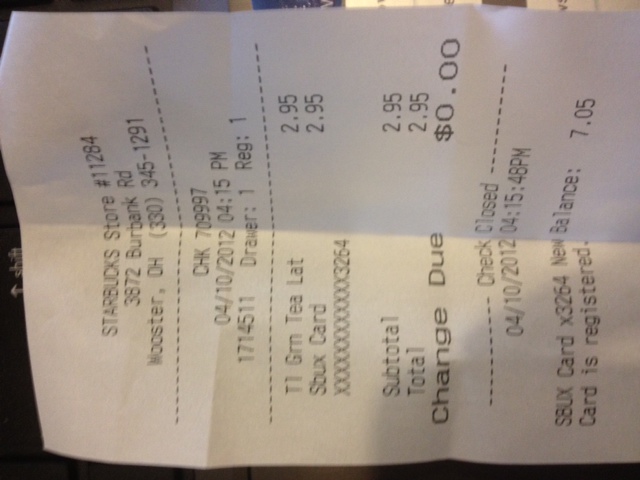 shift
STARBUCKS Store #11284
3872 Burbank Rd
Wooster, OH (330) 345-1291
------------------------------
CHK 709997
04/10/2012 04:15 PM
1714511 Drawer: 1 Reg: 1
------------------------------
Tl Grn Tea Lat 2.95
Sbux Card 2.95
XXXXXXXXXXXX3264
Subtotal 2.95
Total 2.95
Change Due $0.00
----------- Check Closed -----------
04/10/2012 04:15:48PM
SBUX Card x3264 New Balance: 7.05
Card is registered.